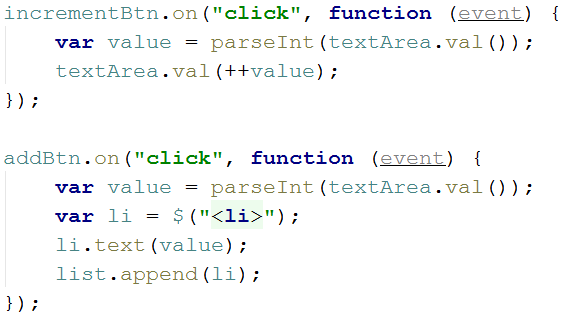 incrementBtn.on("click", function (event) {
    var value = parseInt(textArea.val());
    textArea.val(++value);
});

addBtn.on("click", function (event) {
    var value = parseInt(textArea.val());
    var li = $("<li>");
    li.text(value);
    list.append(li);
});